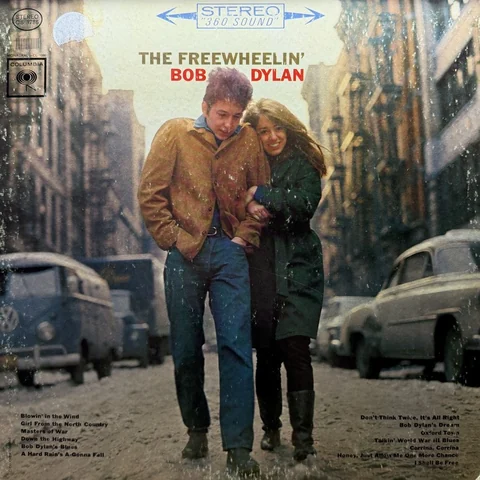 STEREO
"360 SOUND"
STEREO
COLUMBIA
THE FREEWHEELIN'
BOB DYLAN
Blowin' in the Wind
Girl From the North Country
Masters of War
Down the Highway
Bob Dylan's Blues
A Hard Rain's A-Gonna Fall
Don't Think Twice, It's All Right
Bob Dylan's Dream
Oxford Town
Talkin' World War III Blues
Corrina, Corrina
Honey, Just Allow Me One More Chance
I Shall Be Free